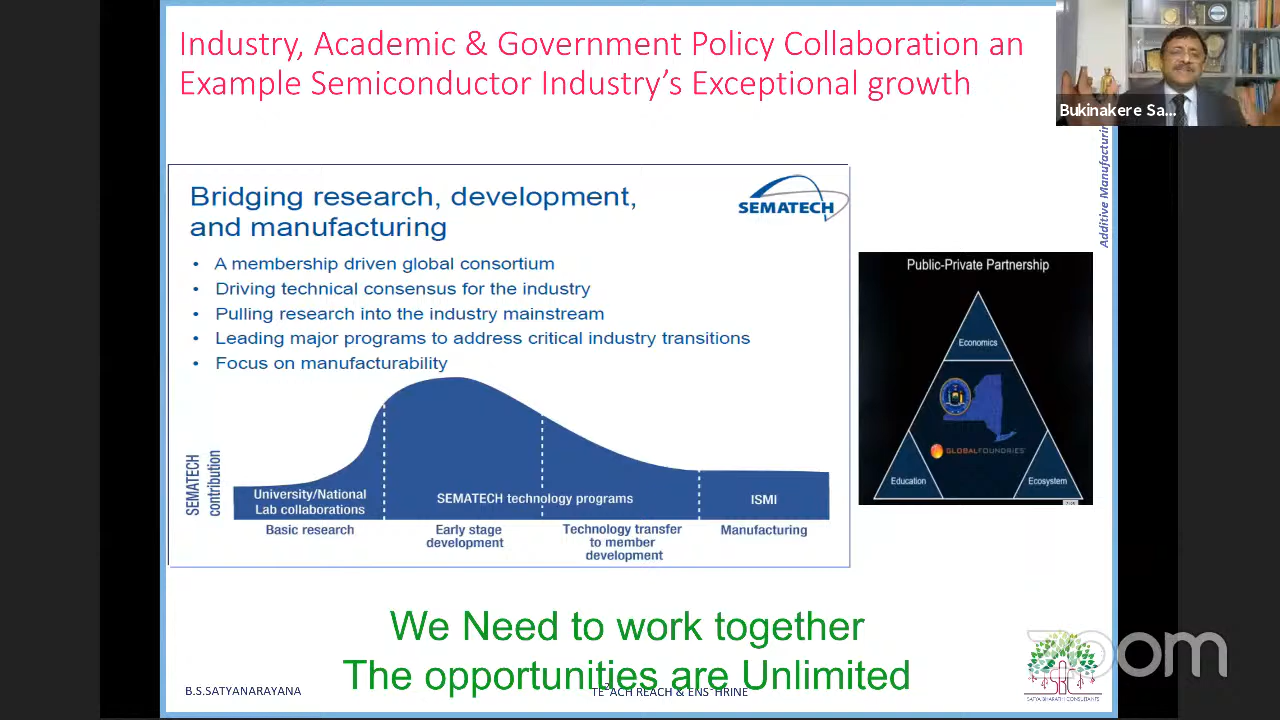 Industry, Academic & Government Policy Collaboration an
Example Semiconductor Industry's Exceptional growth
Bukinakere Sa...
Additive Manufacturin
Bridging research, development,
and manufacturing
SEMATECH
• A membership driven global consortium
• Driving technical consensus for the industry
• Pulling research into the industry mainstream
• Leading major programs to address critical industry transitions
• Focus on manufacturability
SEMATECH
contribution
University/National
Lab collaborations
SEMATECH technology programs
ISMI
Basic research
Early stage
development
Technology transfer
to member
development
Manufacturing
Public-Private Partnership
Economics
GLOBALFOUNDRIES
Education
Ecosystem
We Need to work together
The opportunities are Unlimited
B.S.SATYANARAYANA
zoom
SATYA BHARATH CONSULTANTS